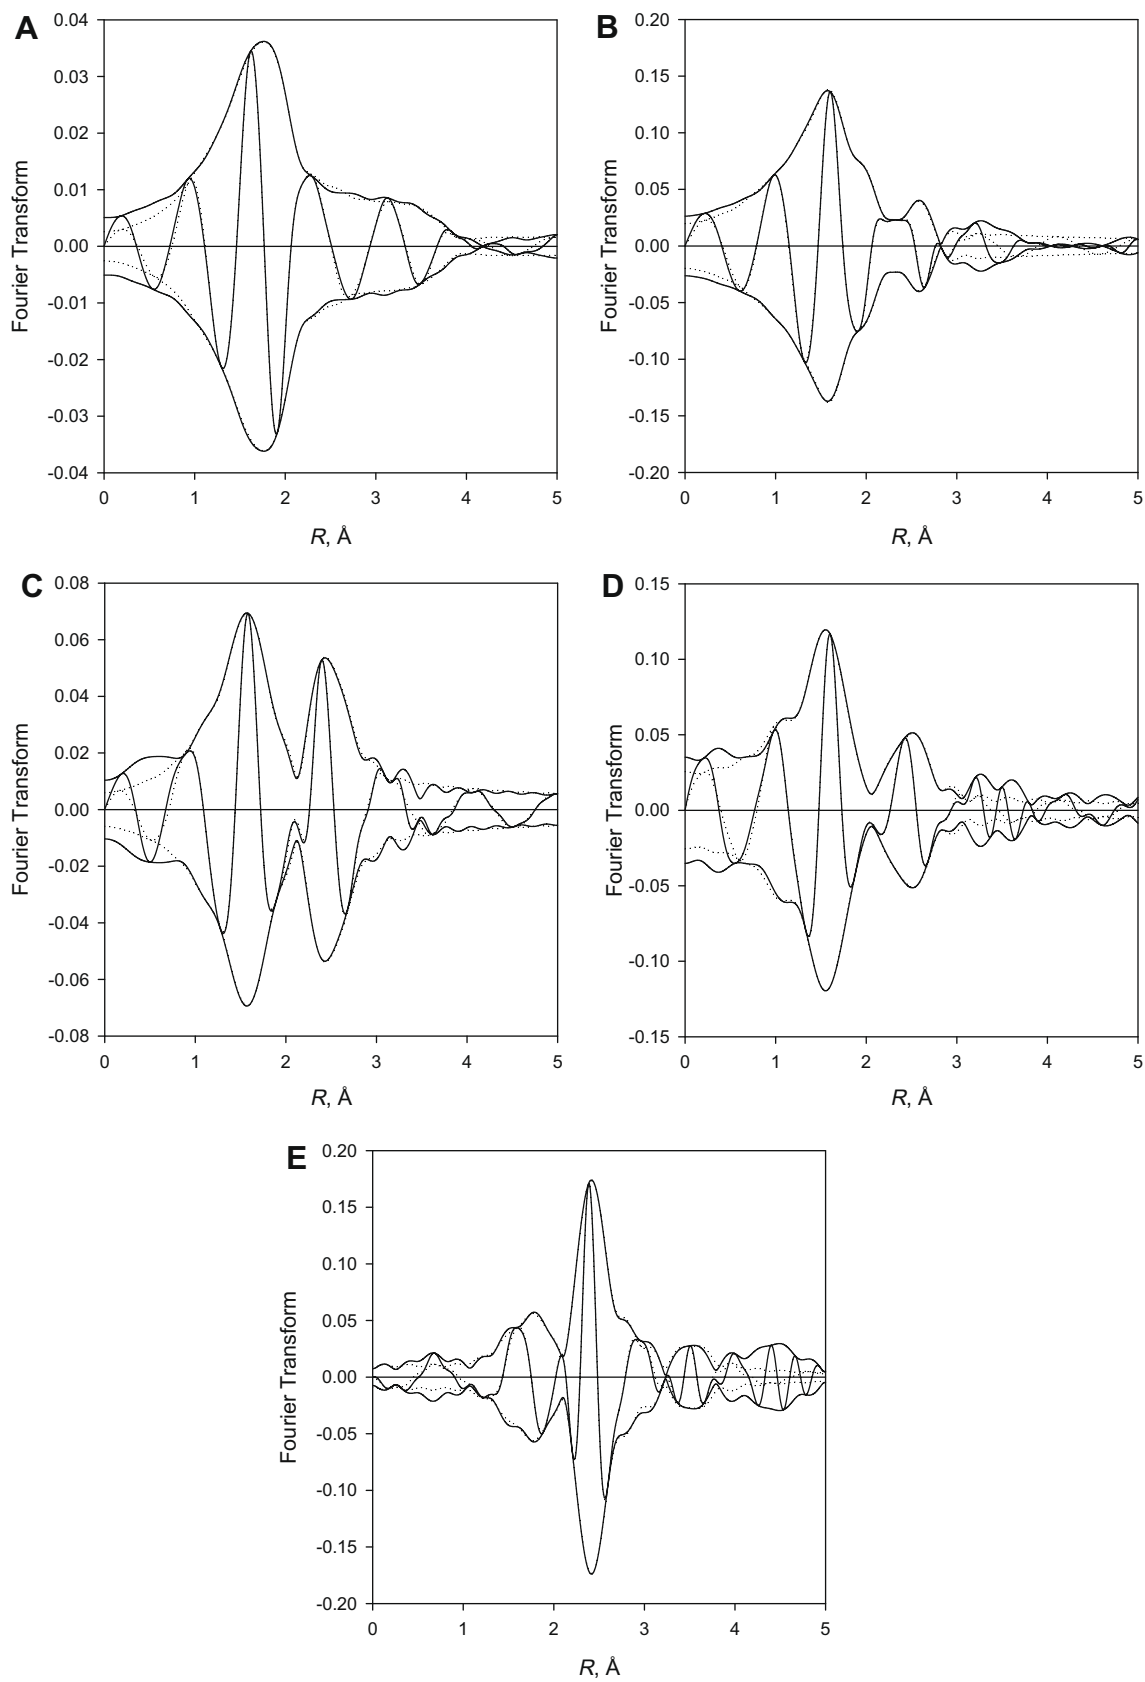 A
0.04
0.03
0.02
0.01
0.00
-0.01
-0.02
-0.03
-0.04
Fourier Transform
0 1 2 3 4 5
R, Å
B
0.20
0.15
0.10
0.05
0.00
-0.05
-0.10
-0.15
-0.20
Fourier Transform
0 1 2 3 4 5
R, Å
C
0.08
0.06
0.04
0.02
0.00
-0.02
-0.04
-0.06
-0.08
Fourier Transform
0 1 2 3 4 5
R, Å
D
0.15
0.10
0.05
0.00
-0.05
-0.10
-0.15
Fourier Transform
0 1 2 3 4 5
R, Å
E
0.20
0.15
0.10
0.05
0.00
-0.05
-0.10
-0.15
-0.20
Fourier Transform
0 1 2 3 4 5
R, Å